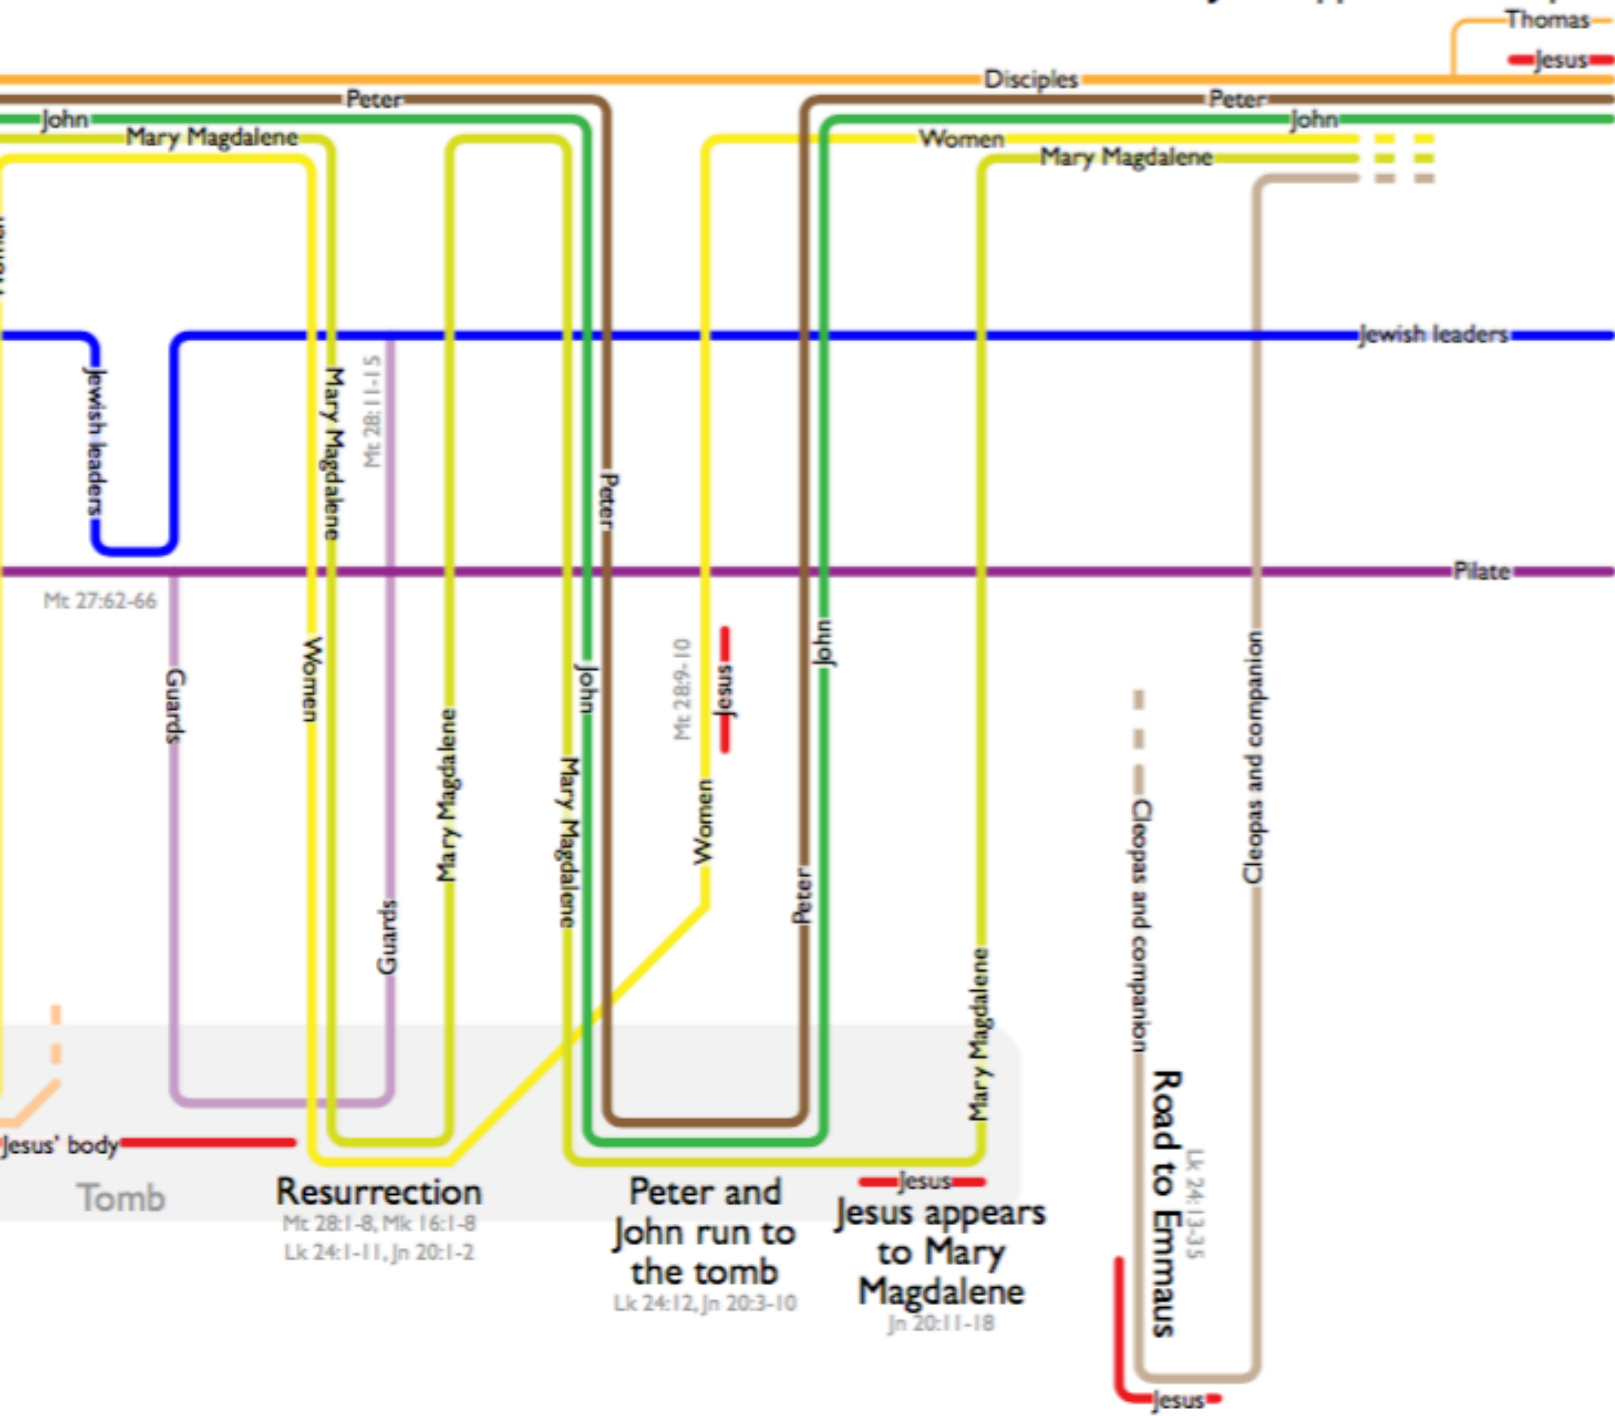 Thomas
Jesus
Disciples
Peter
Peter
John
John
Mary Magdalene
Women
Mary Magdalene
Jewish leaders
Jewish leaders
Mt 28:11-15
Mary Magdalene
Peter
Pilate
Mt 27:62-66
Guards
Women
John
Mt 28:9-10
Jesus
John
Cleopas and companion
Mary Magdalene
Mary Magdalene
Women
Peter
Cleopas and companion
Guards
Mary Magdalene
Jesus' body
Tomb
Resurrection
Mt 28:1-8, Mk 16:1-8
Lk 24:1-11, Jn 20:1-2
Peter and
John run to
the tomb
Lk 24:12, Jn 20:3-10
Jesus
Jesus appears
to Mary
Magdalene
Jn 20:11-18
Road to Emmaus
Lk 24:13-35
Jesus